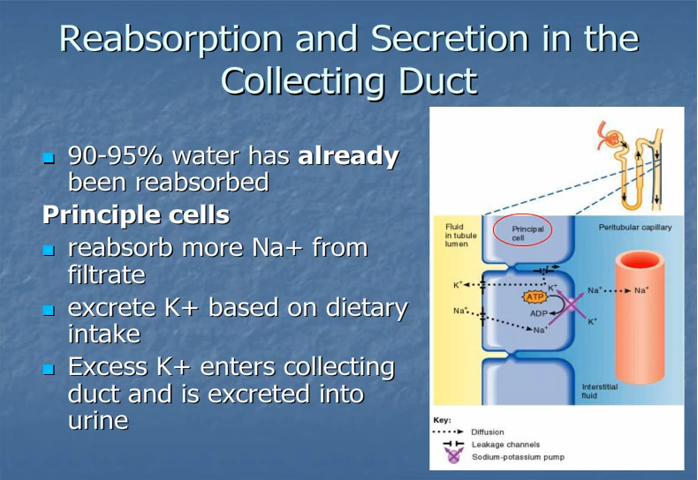 Reabsorption and Secretion in the
Collecting Duct
90-95% water has already
been reabsorbed
Principle cells
reabsorb more Na+ from
filtrate
excrete K+ based on dietary
intake
Excess K+ enters collecting
duct and is excreted into
urine
Fluid
in tubule
lumen
Principal
cell
Peritubular capillary
K+
K+
ATP
Na+
Na+
Na+
ADP
K+
Na+
Interstitial
fluid
Key:
Diffusion
Leakage channels
Sodium-potassium pump